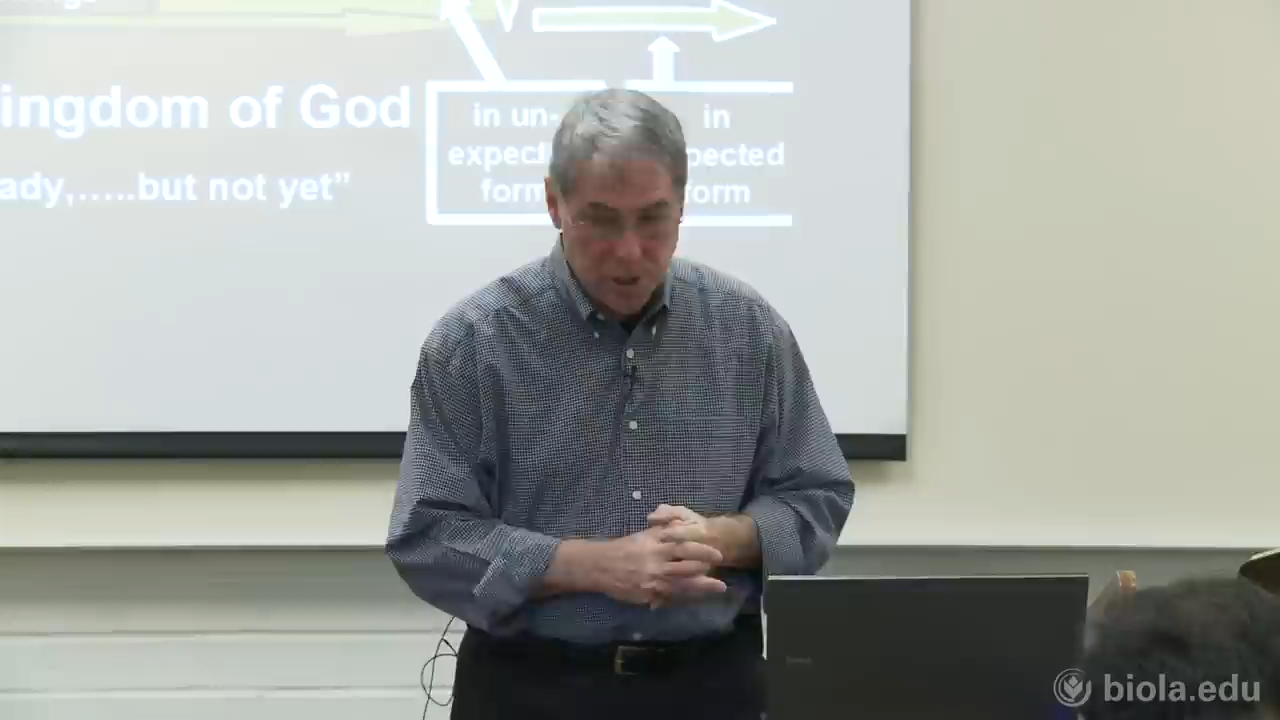 ingdom of God
ady,.....but not yet”
in un-
expect
form
in
pected
form
biola.edu